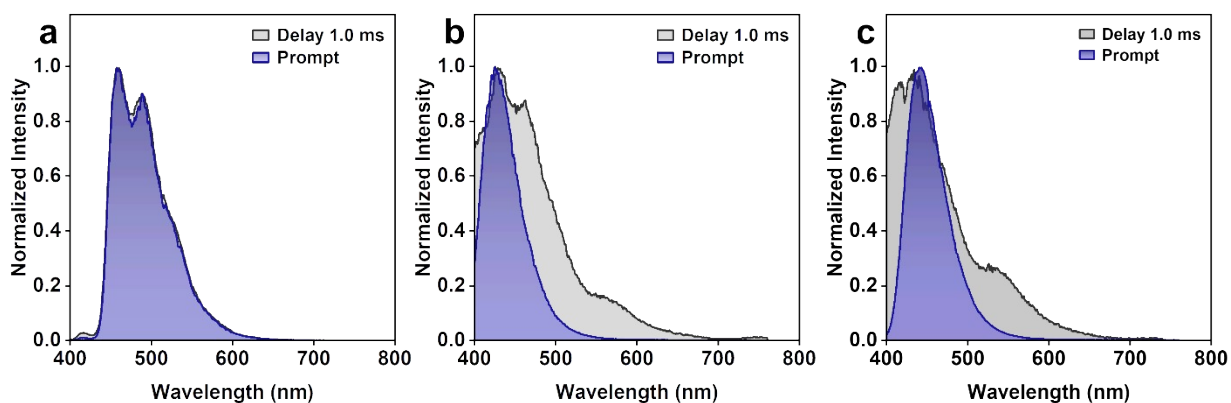 a
Delay 1.0 ms
Prompt
1.0
0.8
0.6
0.4
0.2
0.0
Normalized Intensity
400 500 600 700 800
Wavelength (nm)
b
Delay 1.0 ms
Prompt
1.0
0.8
0.6
0.4
0.2
0.0
Normalized Intensity
400 500 600 700 800
Wavelength (nm)
c
Delay 1.0 ms
Prompt
1.0
0.8
0.6
0.4
0.2
0.0
Normalized Intensity
400 500 600 700 800
Wavelength (nm)